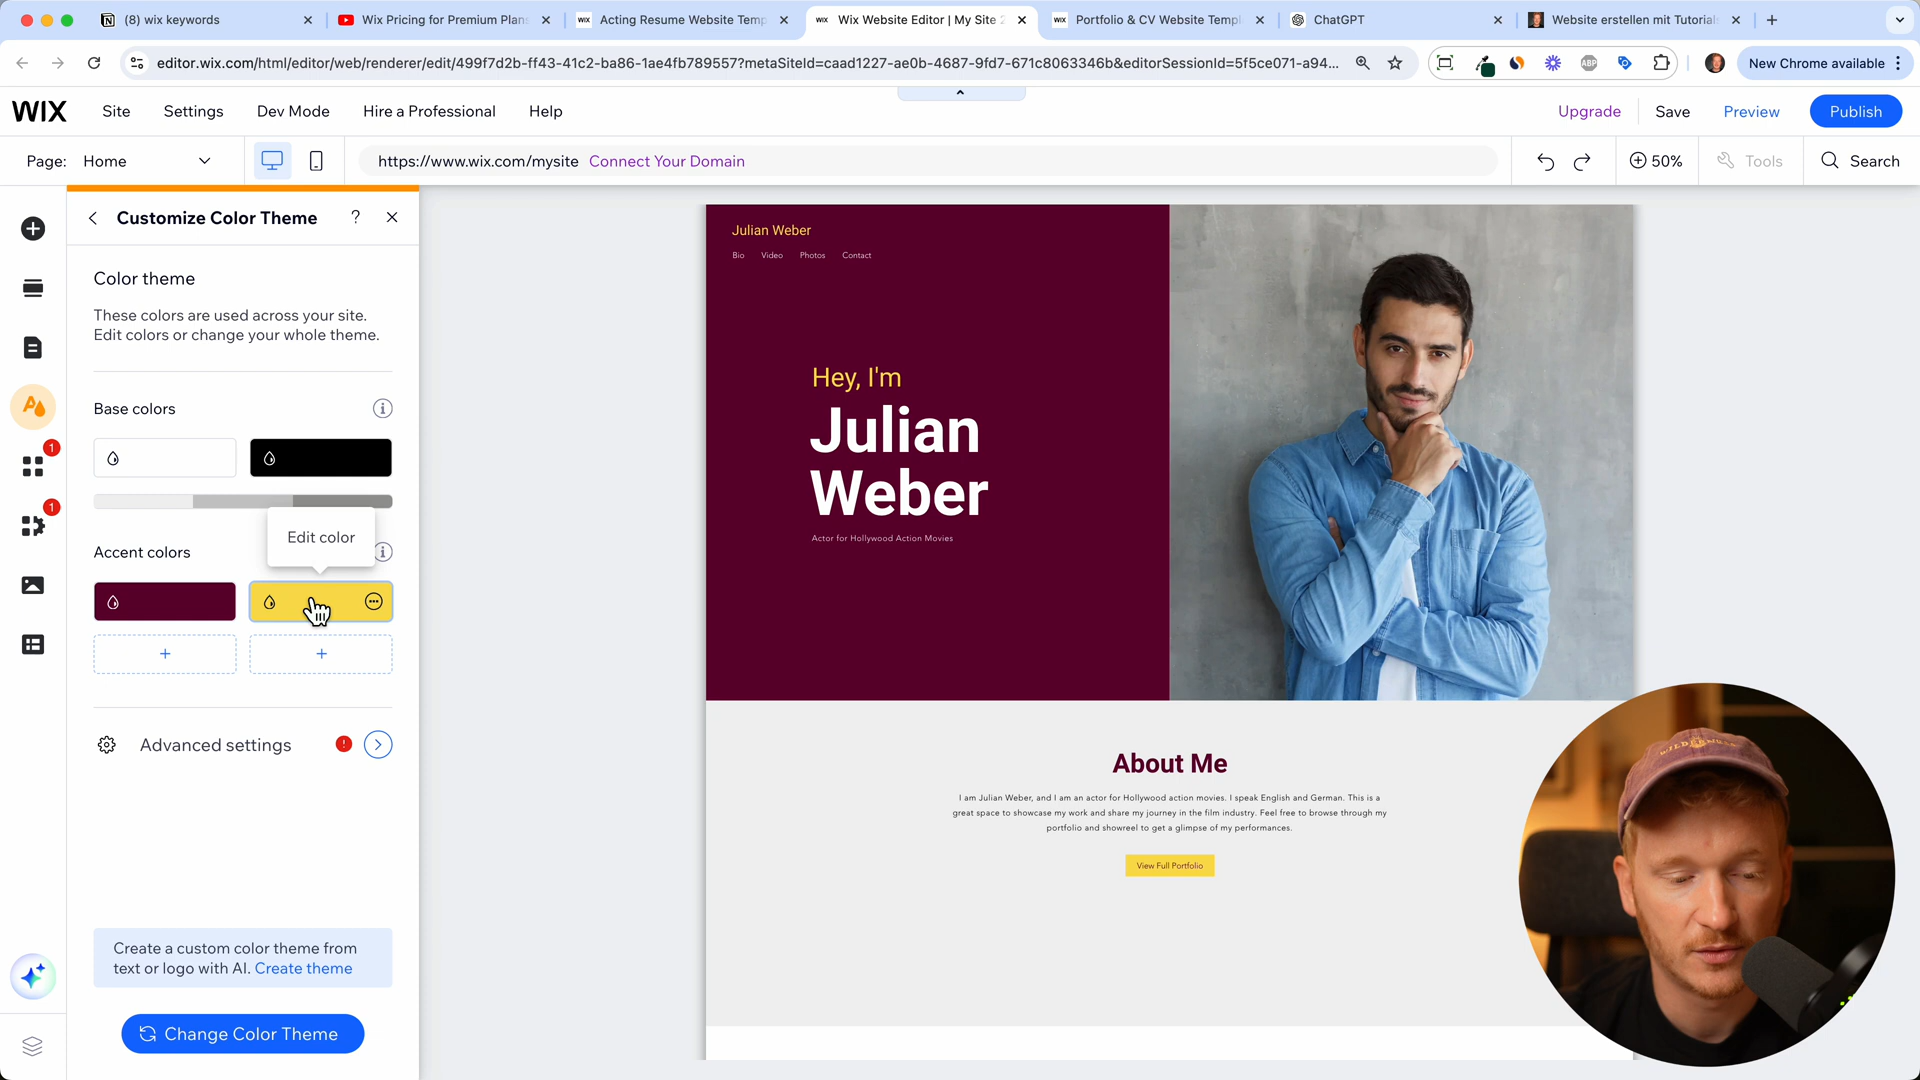 (8) wix keywords
Wix Pricing for Premium Plans
WIX Acting Resume Website Temp
WIX Wix Website Editor | My Site 2
WIX Portfolio & CV Website Templ
ChatGPT
Website erstellen mit Tutorial
editor.wix.com/html/editor/web/renderer/edit/499f7d2b-ff43-41c2-ba86-1ae4fb789557?metaSiteId=caad1227-ae0b-4687-9fd7-671c8063346b&editorSessionId=5f5ce071-a94...
ABP
New Chrome available
WIX
Site
Settings
Dev Mode
Hire a Professional
Help
Upgrade
Save
Preview
Publish
Page: Home
https://www.wix.com/mysite Connect Your Domain
50%
Tools
Search
Customize Color Theme
?
Color theme
These colors are used across your site.
Edit colors or change your whole theme.
Base colors
Edit color
Accent colors
Advanced settings
1
1
Create a custom color theme from
text or logo with AI. Create theme
Change Color Theme
Julian Weber
Bio Video Photos Contact
Hey, I'm
Julian
Weber
Actor for Hollywood Action Movies
About Me
I am Julian Weber, and I am an actor for Hollywood action movies. I speak English and German. This is a
great space to showcase my work and share my journey in the film industry. Feel free to browse through my
portfolio and showreel to get a glimpse of my performances.
View Full Portfolio